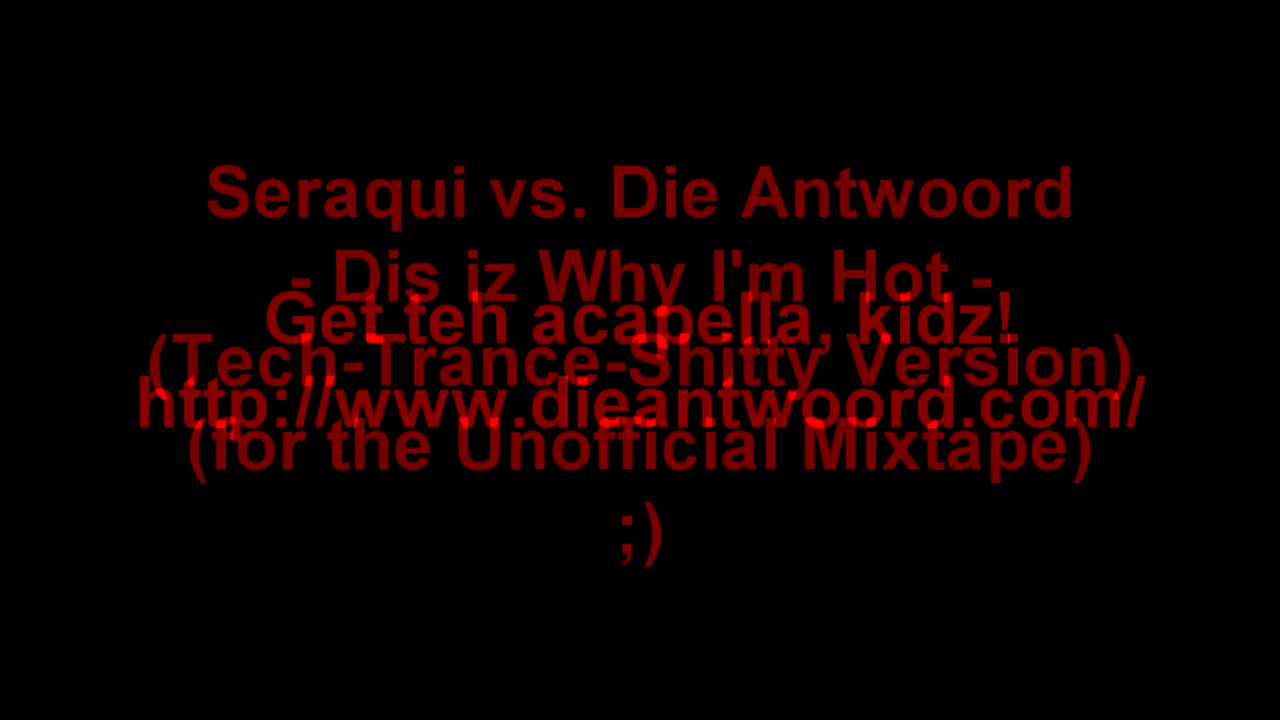 Seraqui vs. Die Antwoord
- Dis iz Why I'm Hot -
Get teh acapella, kidz!
(Tech-Trance-Shitty Version)
http://www.dieantwoord.com/
(for the Unofficial Mixtape)
;)